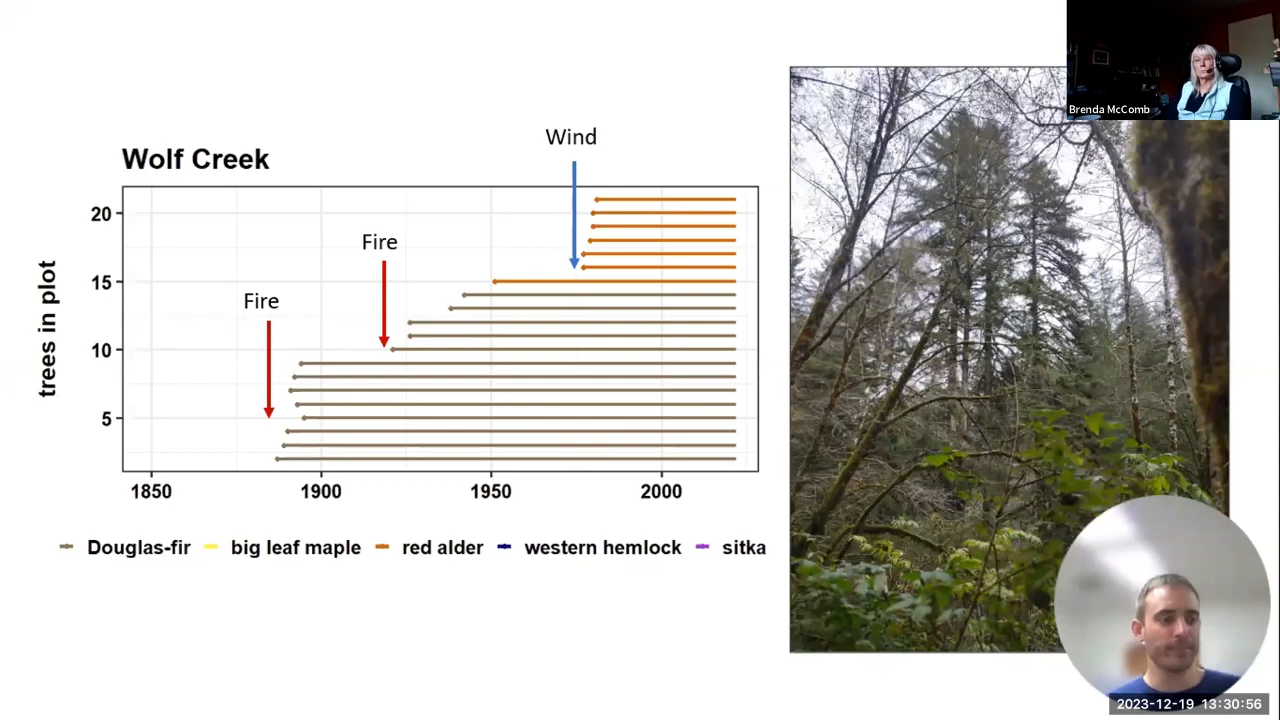 Brenda McComb
Wolf Creek
Wind
Fire
Fire
trees in plot
20
15
10
5
1850 1900 1950 2000
Douglas-fir big leaf maple red alder western hemlock sitka
2023-12-19 13:30:56